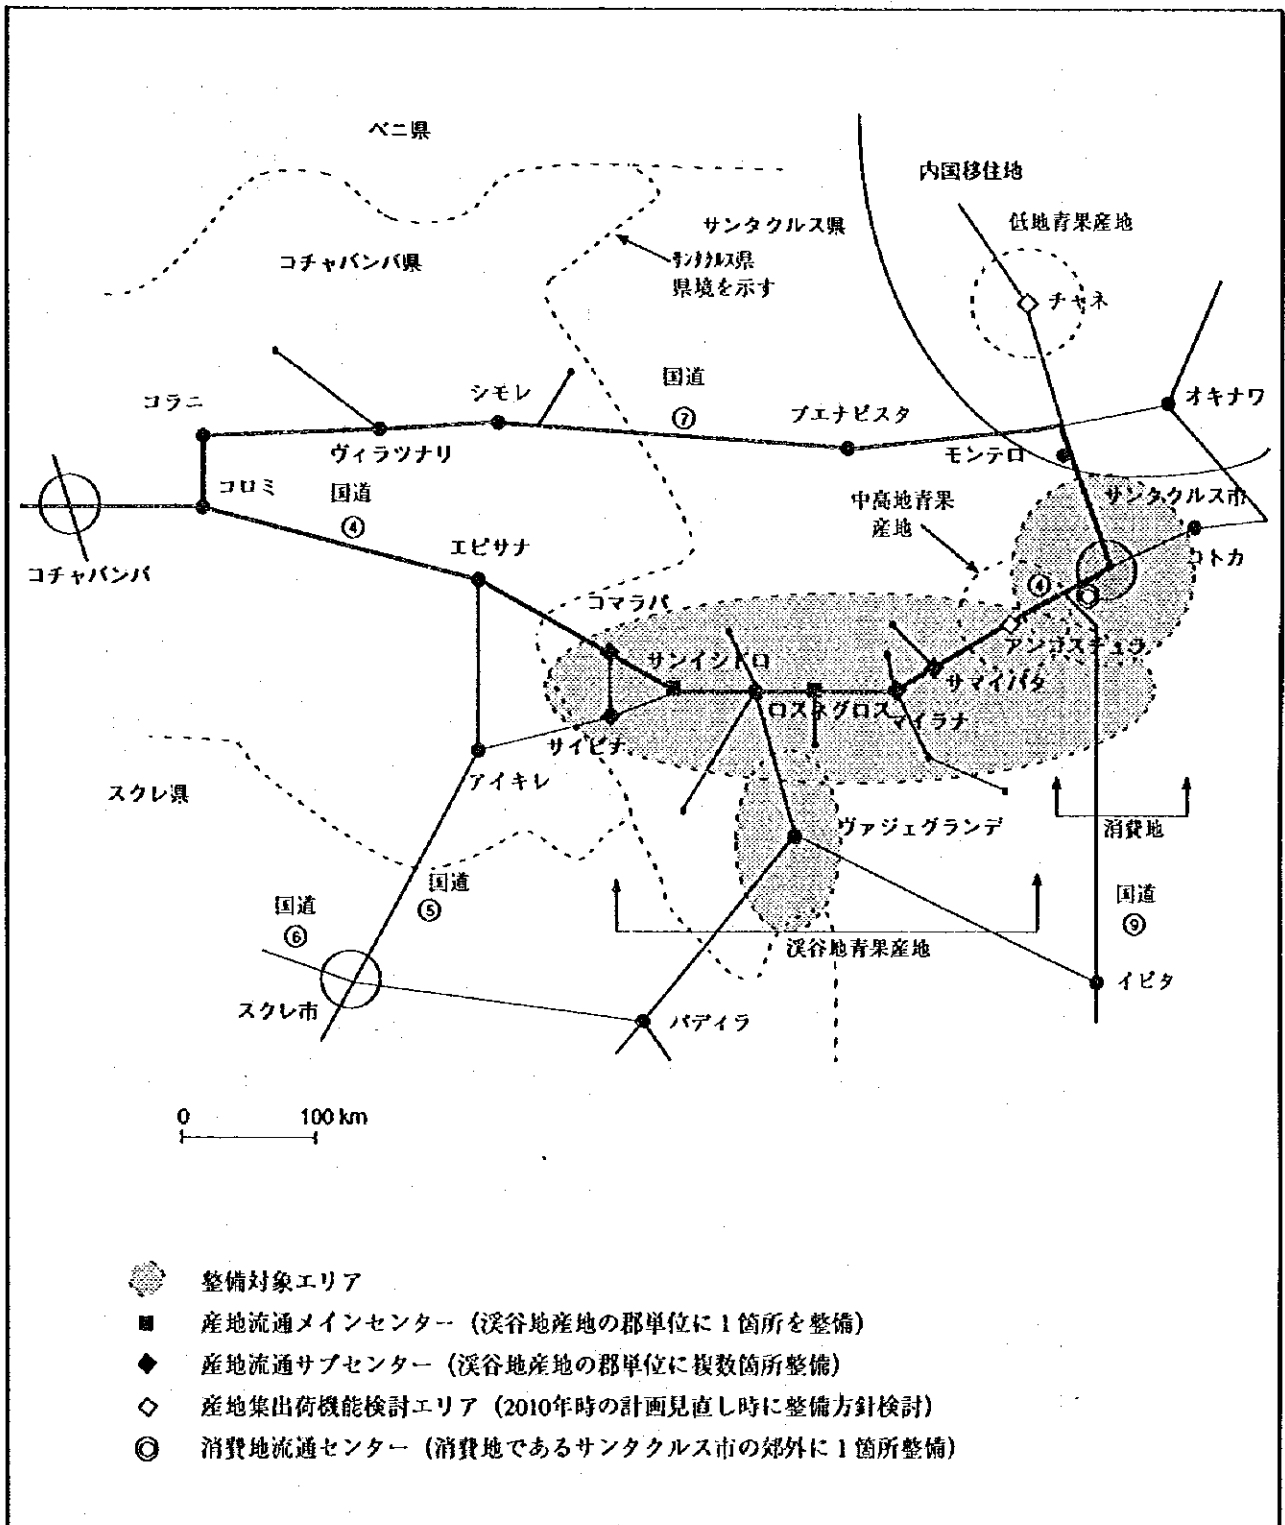 ベニ県
内国移住地
サンタクルス県
低地青果産地
コチャバンバ県
サンタクルス県
県境を示す
チャネ
国道
⑦
シモレ
コラニ
オキナワ
ブエナビスタ
ヴィラツナリ
モンテロ
コロミ
国道
④
サンタクルス市
中高地青果
産地
エピサナ
コトカ
コチャバンバ
④
コマラパ
アンゴスチュラ
サンイシドロ
サマイパタ
ロスネグロス
マイラナ
サイピナ
アイキレ
スクレ県
ヴァジェグランデ
消費地
国道
⑤
国道
⑨
国道
⑥
渓谷地青果産地
イピタ
スクレ市
パディラ
0 100 km
整備対象エリア
産地流通メインセンター（渓谷地産地の郡単位に1箇所を整備）
産地流通サブセンター（渓谷地産地の郡単位に複数箇所整備）
産地集出荷機能検討エリア（2010年時の計画見直し時に整備方針検討）
消費地流通センター（消費地であるサンタクルス市の郊外に1箇所整備）